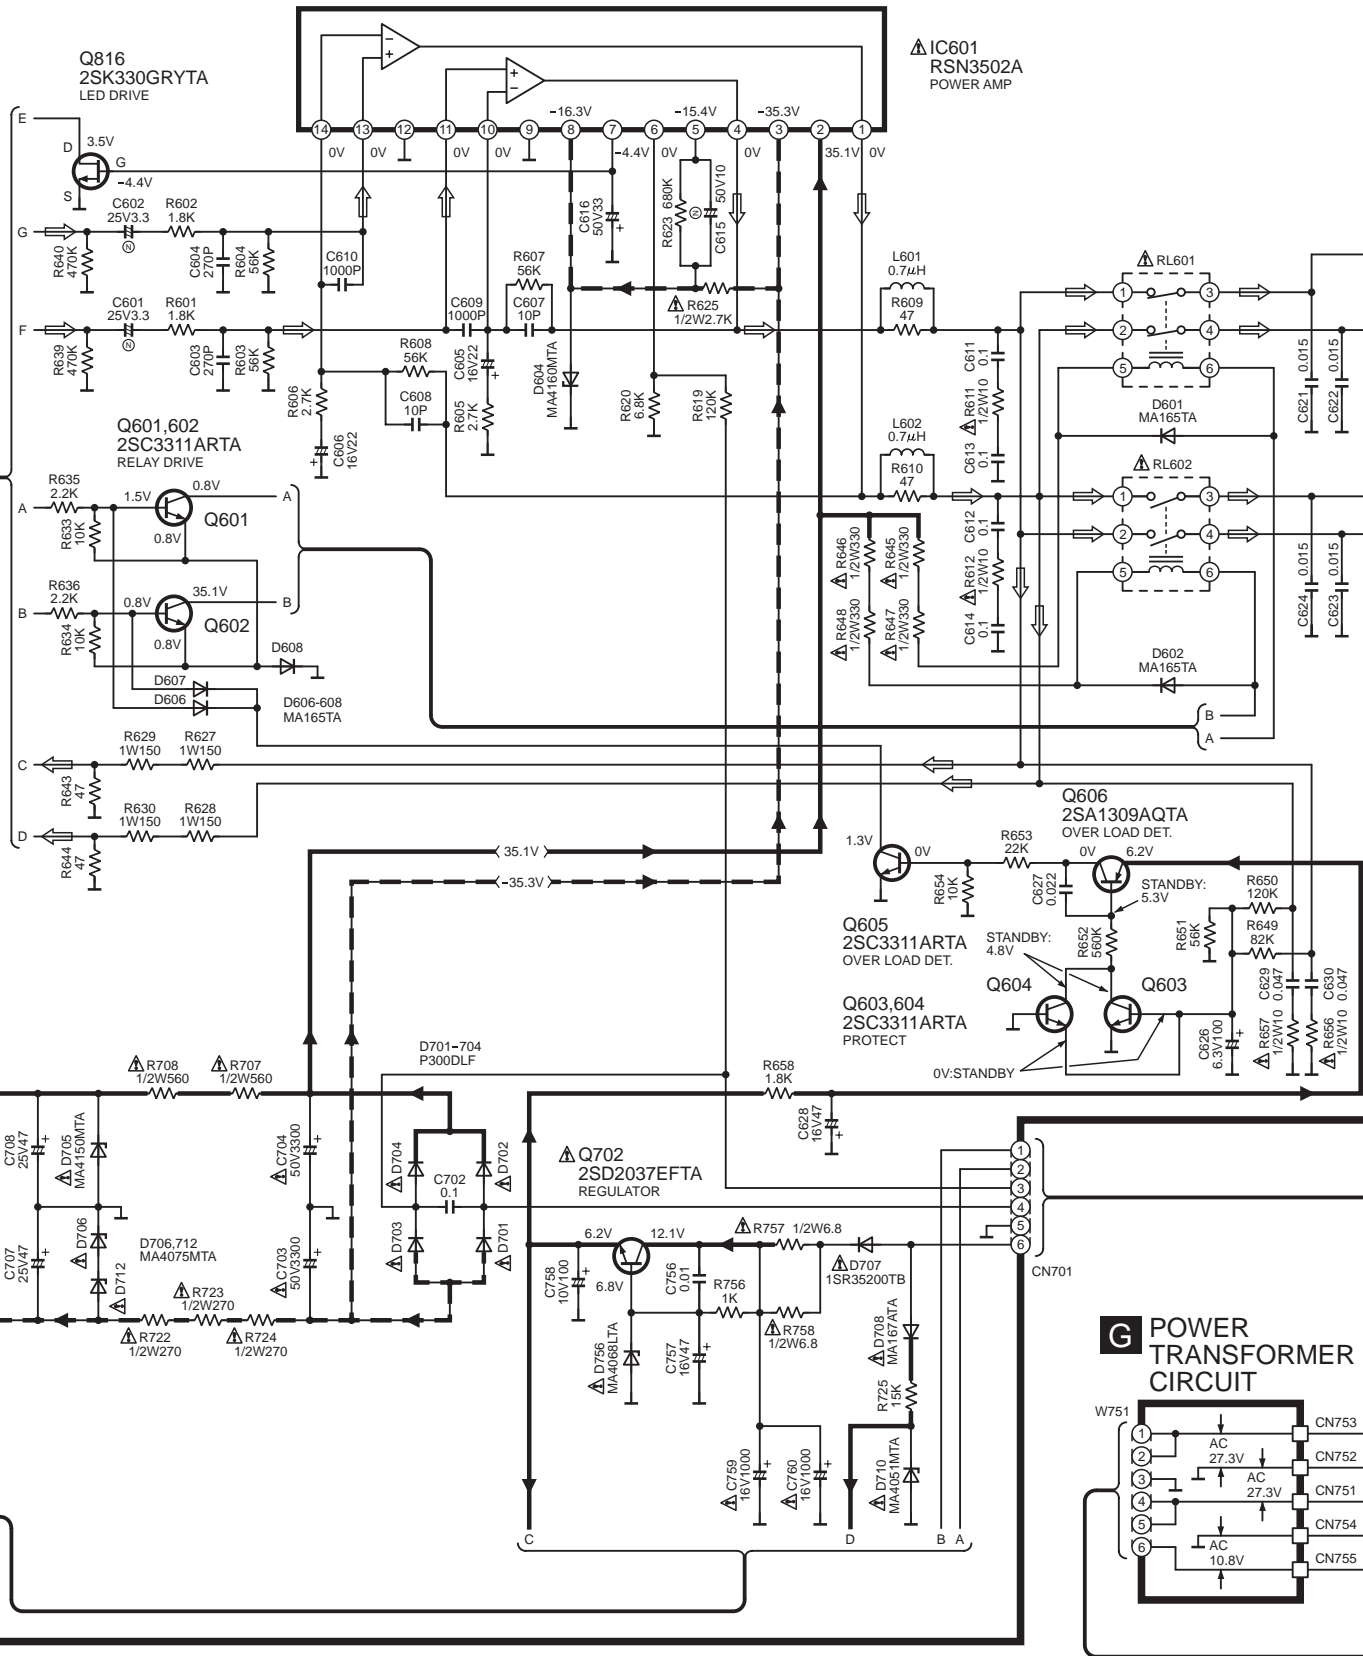 Q816
2SK330GRYTA
LED DRIVE
⚠ IC601
RSN3502A
POWER AMP
− + + −
−16.3V −15.4V −35.3V
14 13 12 11 10 9 8 7 6 5 4 3 2 1
0V 0V 0V 0V −4.4V 0V 0V 35.1V 0V
E
D 3.5V
G
−4.4V
S
C602
25V3.3
N
R602
1.8K
G
R640
470K
C604
270P
R604
56K
C610
1000P
C616
50V33
+
R623 680K
N
C615
50V10
R607
56K
C607
10P
⚠ R625
1/2W2.7K
L601
0.7μH
R609
47
⚠ RL601
1 3
2 4
5 6
C601
25V3.3
N
R601
1.8K
F
R639
470K
C603
270P
R603
56K
C609
1000P
R608
56K
C608
10P
C605
16V22
+
R606
2.7K
R605
2.7K
+
C606
16V22
D604
MA4160MTA
R620
6.8K
R619
120K
C611
0.1
⚠ R611
1/2W10
C613
0.1
C621 0.015
C622 0.015
D601
MA165TA
L602
0.7μH
R610
47
⚠ RL602
1 3
2 4
5 6
Q601,602
2SC3311ARTA
RELAY DRIVE
R635
2.2K
A
1.5V
0.8V
A
R633
10K
Q601
0.8V
R636
2.2K
B
0.8V
35.1V
B
R634
10K
Q602
0.8V
D608
D607
D606
D606-608
MA165TA
⚠ R646
1/2W330
⚠ R645
1/2W330
⚠ R648
1/2W330
⚠ R647
1/2W330
C612
0.1
⚠ R612
1/2W10
C614
0.1
C624 0.015
C623 0.015
D602
MA165TA
B
A
R629
1W150
R627
1W150
C
R643
47
R630
1W150
R628
1W150
D
R644
47
35.1V
−35.3V
Q606
2SA1309AQTA
OVER LOAD DET.
1.3V
0V
R653
22K
0V
6.2V
R654
10K
C627
0.022
STANDBY:
5.3V
Q605
2SC3311ARTA
OVER LOAD DET.
STANDBY:
4.8V
R652
560K
R651
56K
R650
120K
R649
82K
Q604
Q603
Q603,604
2SC3311ARTA
PROTECT
0V:STANDBY
C626
6.3V100
+
C629
0.047
C630
0.047
⚠ R657
1/2W10
⚠ R656
1/2W10
⚠ R708
1/2W560
⚠ R707
1/2W560
D701−704
P300DLF
R658
1.8K
C628
16V47
+
C708
25V47
+
⚠ D705
MA4150MTA
⚠ C704
50V3300
+
⚠ D704
⚠ D702
C702
0.1
⚠ D703
⚠ D701
C707
25V47
+
⚠ D706
⚠ D712
D706,712
MA4075MTA
⚠ C703
50V3300
+
⚠ R723
1/2W270
⚠ R722
1/2W270
⚠ R724
1/2W270
⚠ Q702
2SD2037EFTA
REGULATOR
6.2V
12.1V
6.8V
⚠ R757 1/2W6.8
⚠ D707
1SR35200TB
C758
10V100
+
C756
0.01
R756
1K
⚠ R758
1/2W6.8
⚠ D756
MA4068LTA
C757
16V47
+
⚠ D708
MA167ATA
R725
15K
⚠ C759
16V1000
+
⚠ C760
16V1000
+
⚠ D710
MA4051MTA
1
2
3
4
5
6
CN701
C D B A
G POWER
TRANSFORMER
CIRCUIT
W751
1
2
3
4
5
6
AC
27.3V
AC
27.3V
AC
10.8V
CN753
CN752
CN751
CN754
CN755